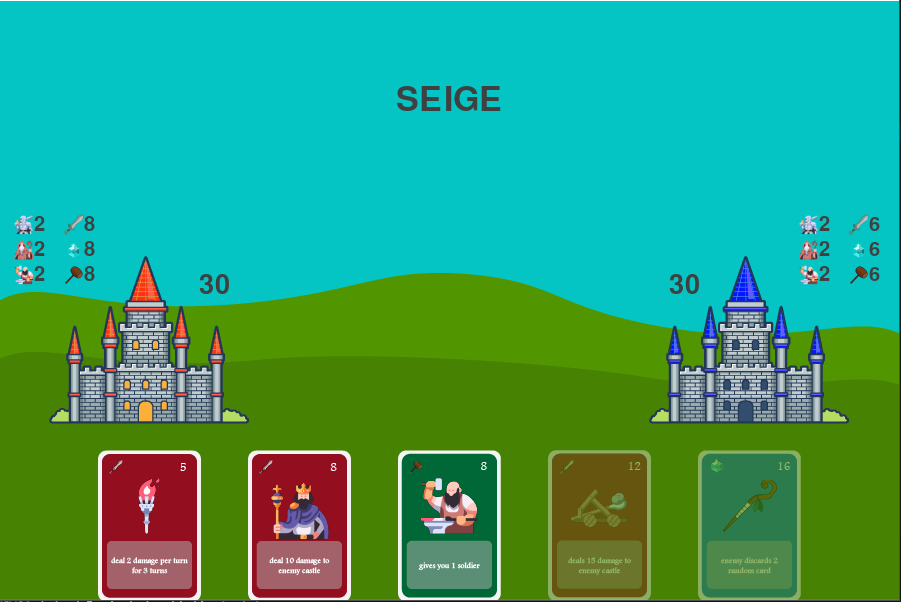 SEIGE
2 8
2 8
2 8
30
2 6
2 6
2 6
30
5
deal 2 damage per turn
for 3 turns
8
deal 10 damage to
enemy castle
8
gives you 1 soldier
12
deals 15 damage to
enemy castle
16
enemy discards 2
random card